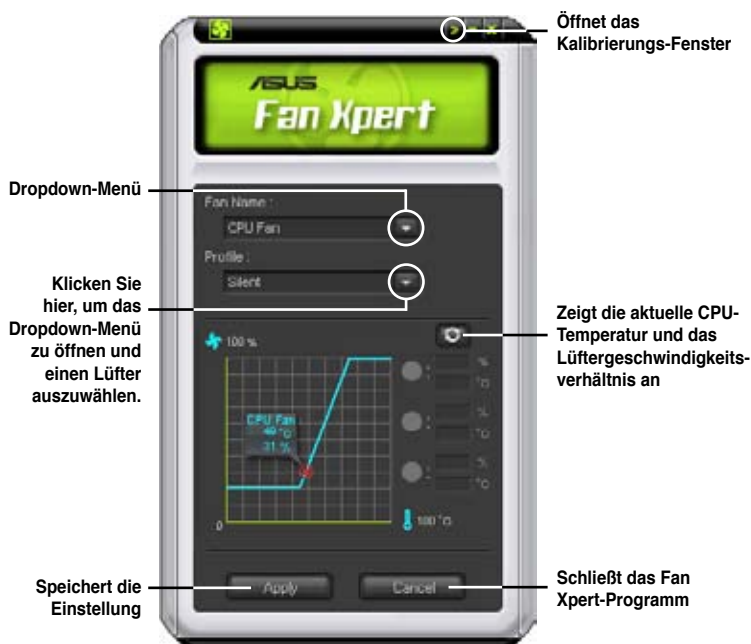 Öffnet das
Kalibrierungs-Fenster
ASUS
Fan Xpert
Dropdown-Menü
Fan Name :
CPU Fan
Profile :
Silent
Klicken Sie
hier, um das
Dropdown-Menü
zu öffnen und
einen Lüfter
auszuwählen.
Zeigt die aktuelle CPU-
Temperatur und das
Lüftergeschwindigkeits-
verhältnis an
100 %
CPU Fan
°C
31 %
: %
°C
: %
°C
: %
°C
0
100 °C
Apply
Cancel
Speichert die
Einstellung
Schließt das Fan
Xpert-Programm